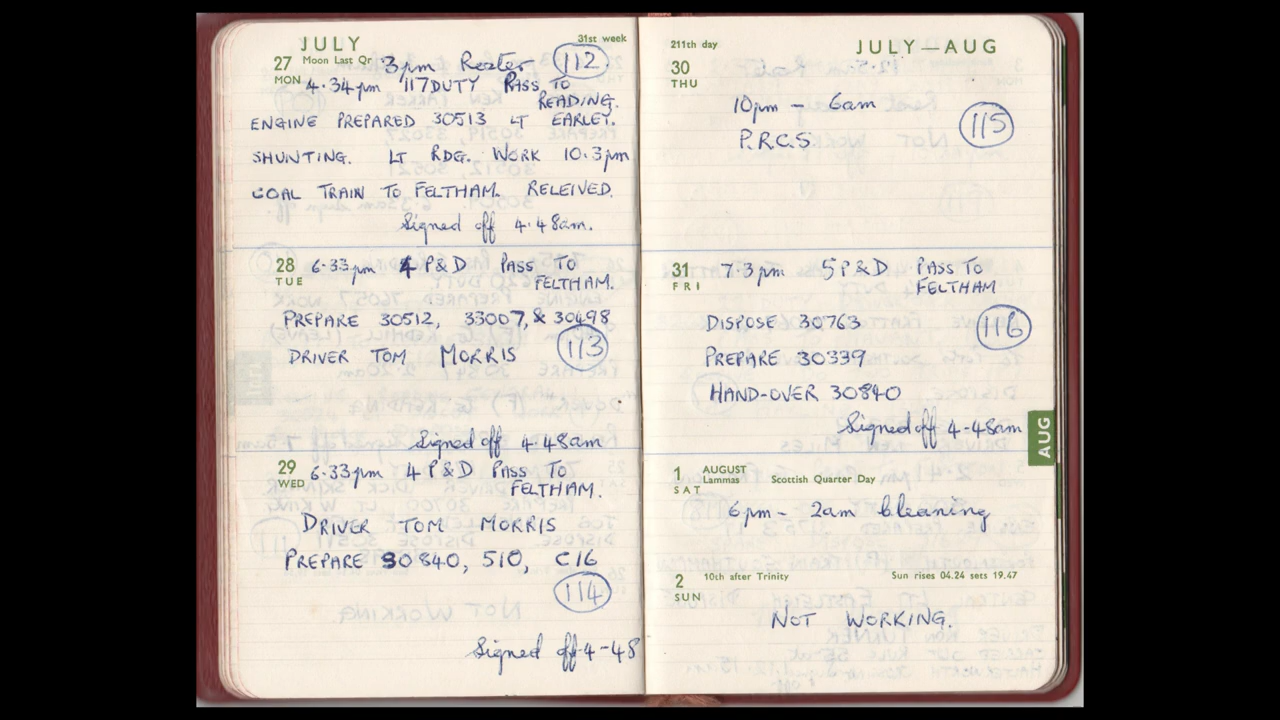 JULY
31st week
27 Moon Last Qr 3pm Roster 112
MON 4.34pm 117 DUTY PASS TO
READING.
ENGINE PREPARED 30513 LT EARLEY.
SHUNTING. LT RDG. WORK 10.3pm
COAL TRAIN TO FELTHAM. RELEIVED.
Signed off 4.48am.
28 6.33pm 4 P&D PASS TO
TUE FELTHAM.
PREPARE 30512, 33007, & 30498
DRIVER TOM MORRIS 113
Signed off 4.48am
29 6.33pm 4 P&D PASS TO
WED FELTHAM.
DRIVER TOM MORRIS
PREPARE 30840, 510, C16
114
Signed off 4-48
211th day JULY—AUG
30
THU
10pm - 6am 115
P.R.C.S
31 7.3pm 5 P&D PASS TO
FRI FELTHAM
DISPOSE 30763 116
PREPARE 30339
HAND-OVER 30840
Signed off 4-48am
AUG
1 AUGUST
SAT Lammas Scottish Quarter Day
6pm - 2am cleaning
2 10th after Trinity Sun rises 04.24 sets 19.47
SUN
NOT WORKING.